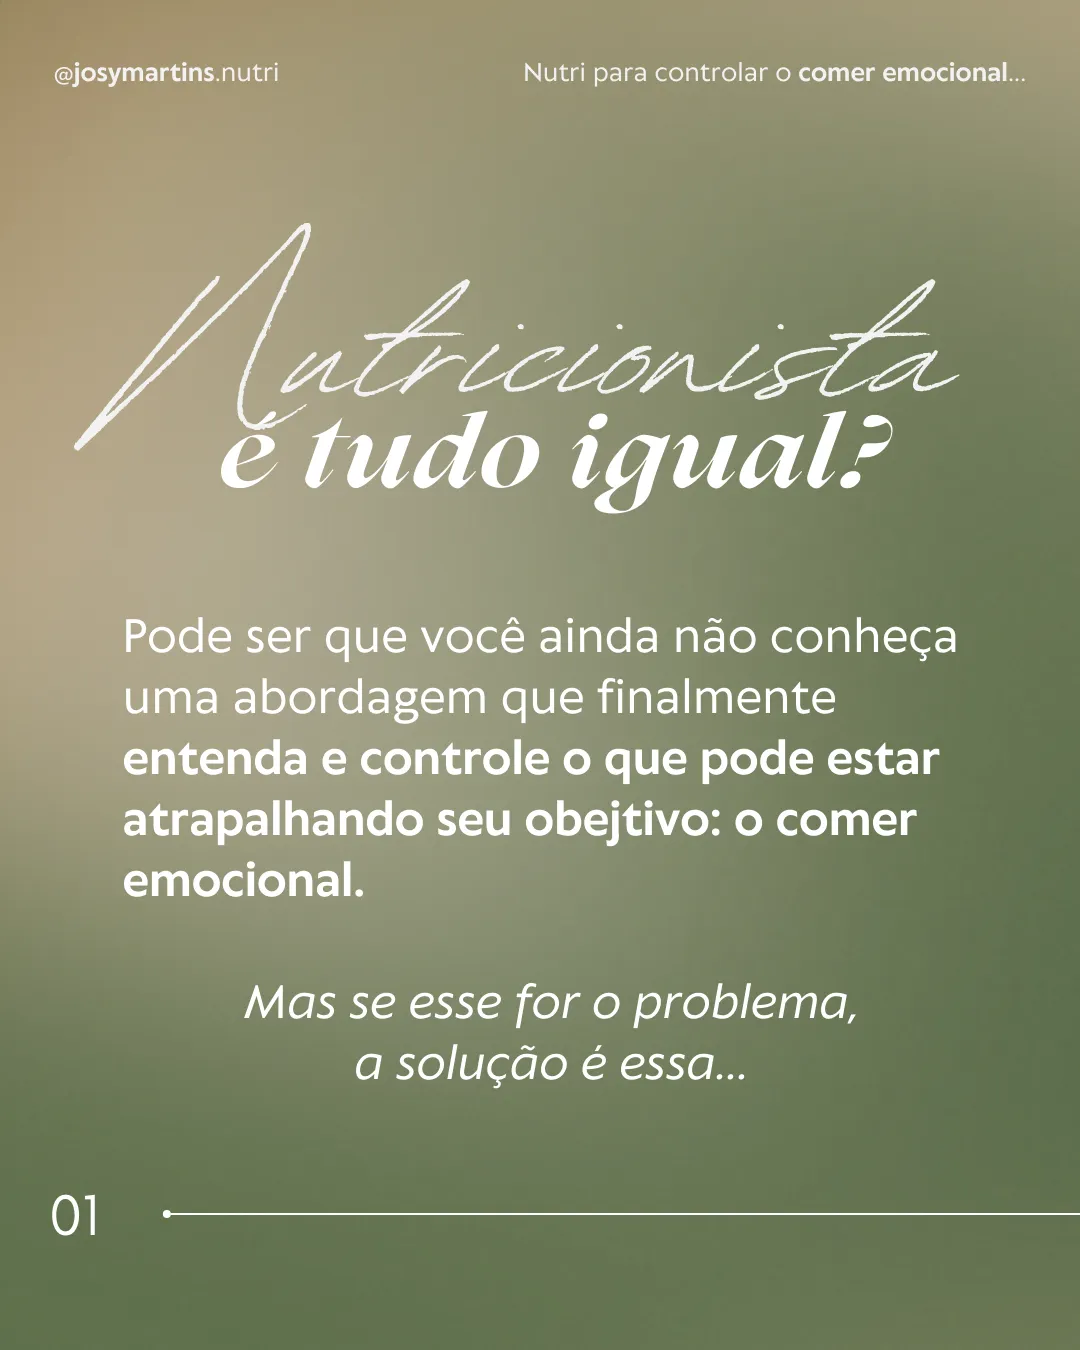 @josymartins.nutri
Nutri para controlar o comer emocional...
Nutricionista
é tudo igual?
Pode ser que você ainda não conheça
uma abordagem que finalmente
entenda e controle o que pode estar
atrapalhando seu obejtivo: o comer
emocional.
Mas se esse for o problema,
a solução é essa...
01